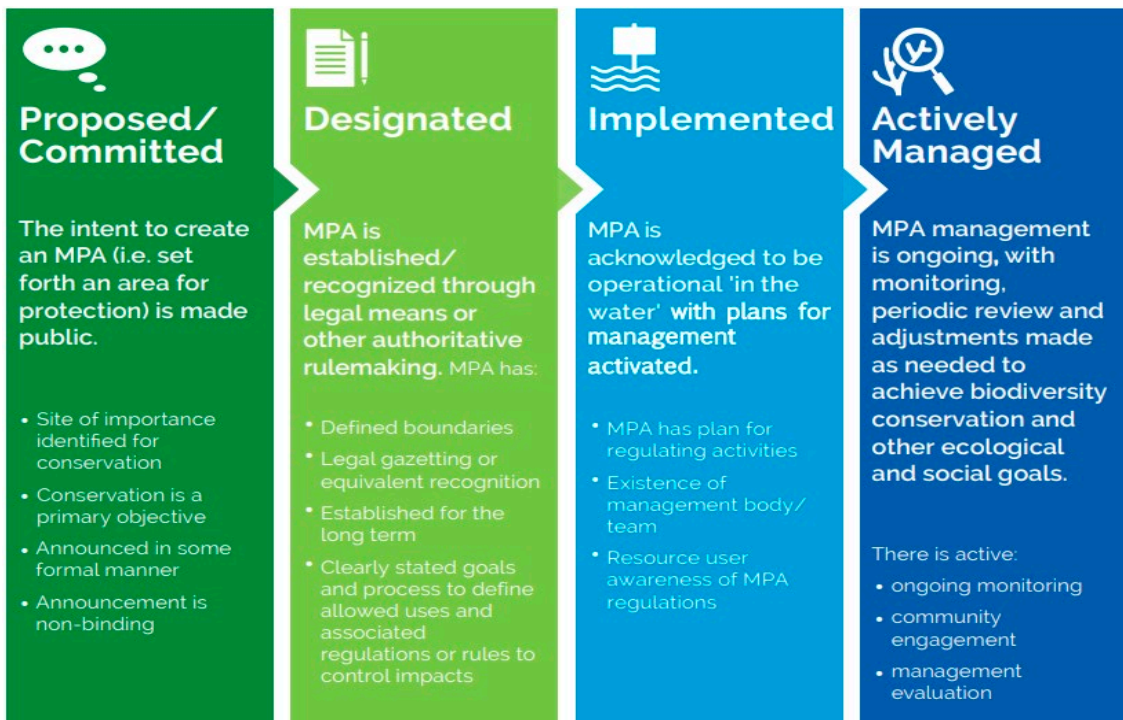 Proposed/
Committed
The intent to create
an MPA (i.e. set
forth an area for
protection) is made
public.
• Site of importance
identified for
conservation
• Conservation is a
primary objective
• Announced in some
formal manner
• Announcement is
non-binding
Designated
MPA is
established/
recognized through
legal means or
other authoritative
rulemaking. MPA has:
• Defined boundaries
• Legal gazetting or
equivalent recognition
• Established for the
long term
• Clearly stated goals
and process to define
allowed uses and
associated
regulations or rules to
control impacts
Implemented
MPA is
acknowledged to be
operational 'in the
water' with plans for
management
activated.
• MPA has plan for
regulating activities
• Existence of
management body/
team
• Resource user
awareness of MPA
regulations
Actively
Managed
MPA management
is ongoing, with
monitoring,
periodic review and
adjustments made
as needed to
achieve biodiversity
conservation and
other ecological
and social goals.
There is active:
• ongoing monitoring
• community
engagement
• management
evaluation